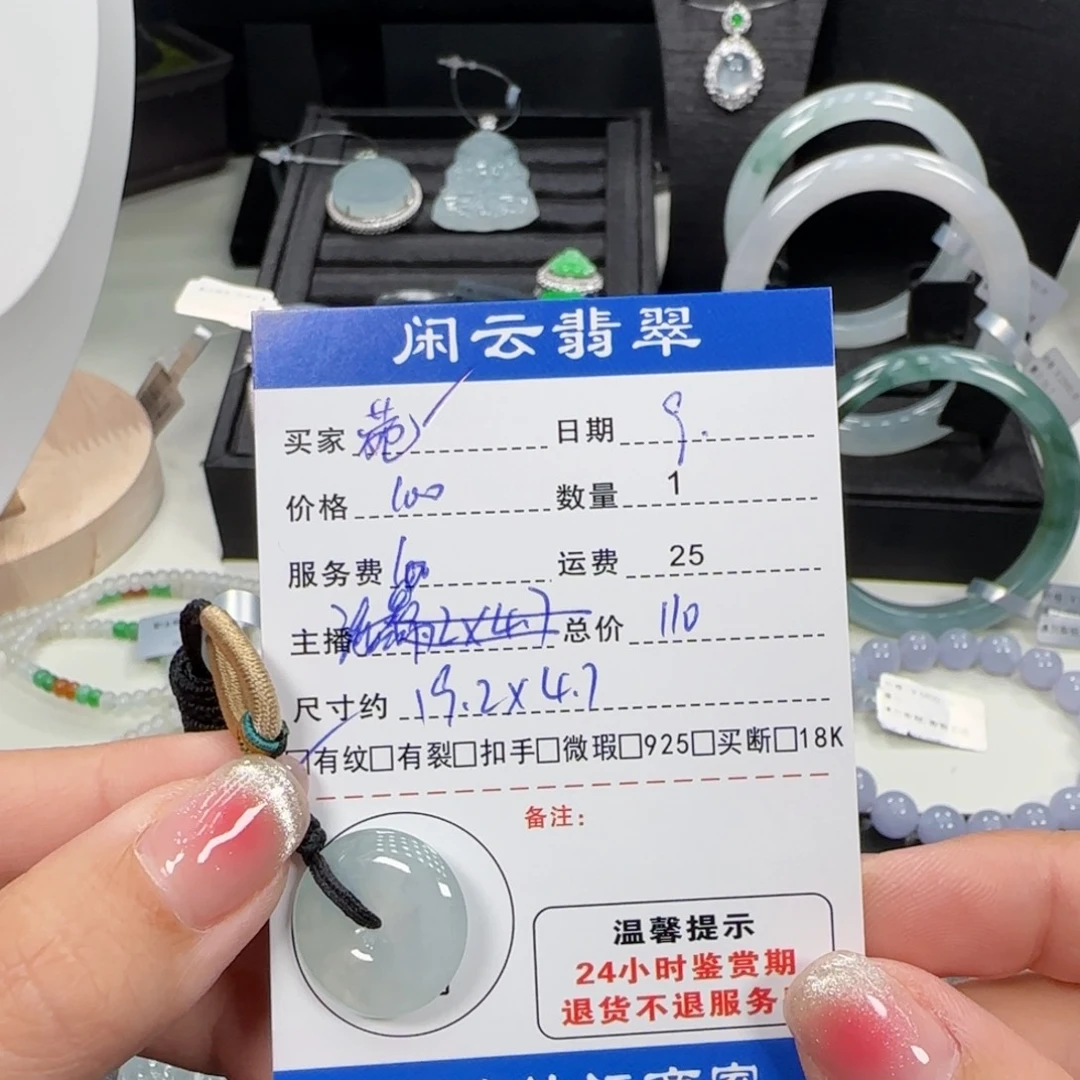 闲云翡翠
买家 日期 9.
价格 100 数量 1
服务费 10 运费 25
主播 总价 110
尺寸约 19.2×4.7
有纹□有裂□扣手□微瑕□925□买断□18K
备注:
温馨提示
24小时鉴赏期
退货不退服务